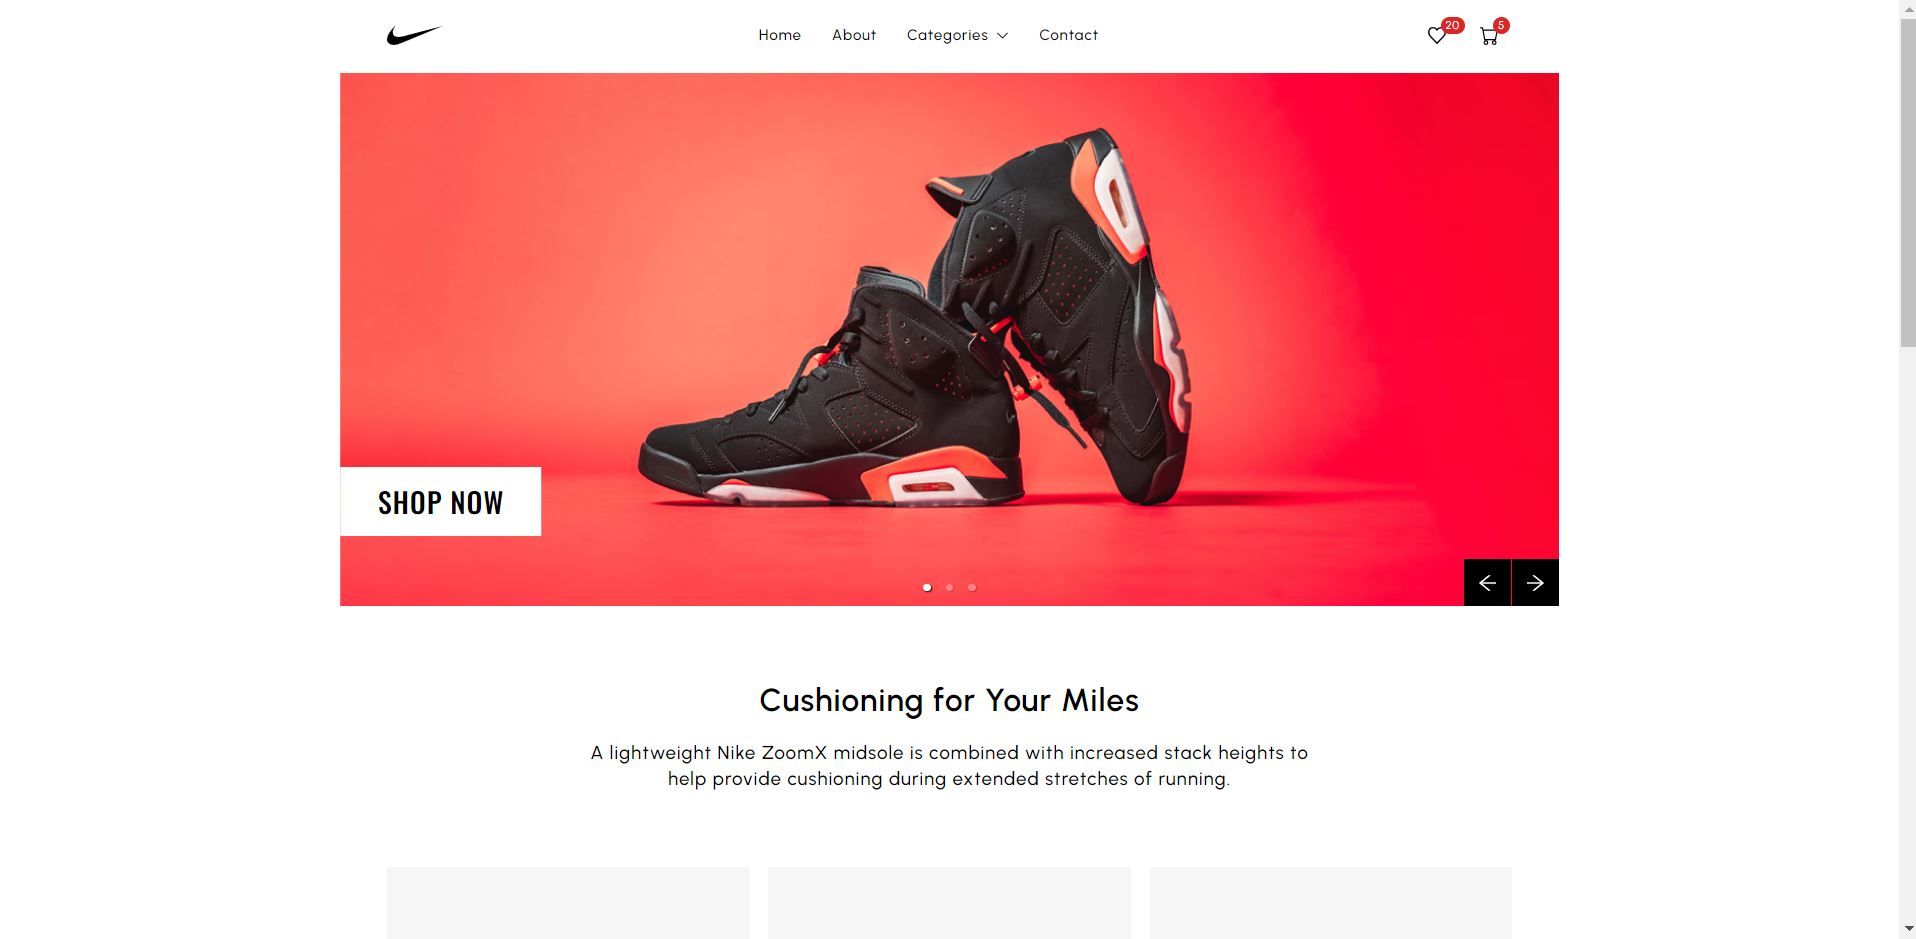 Home About Categories Contact 20 5
SHOP NOW
Cushioning for Your Miles
A lightweight Nike ZoomX midsole is combined with increased stack heights to
help provide cushioning during extended stretches of running.